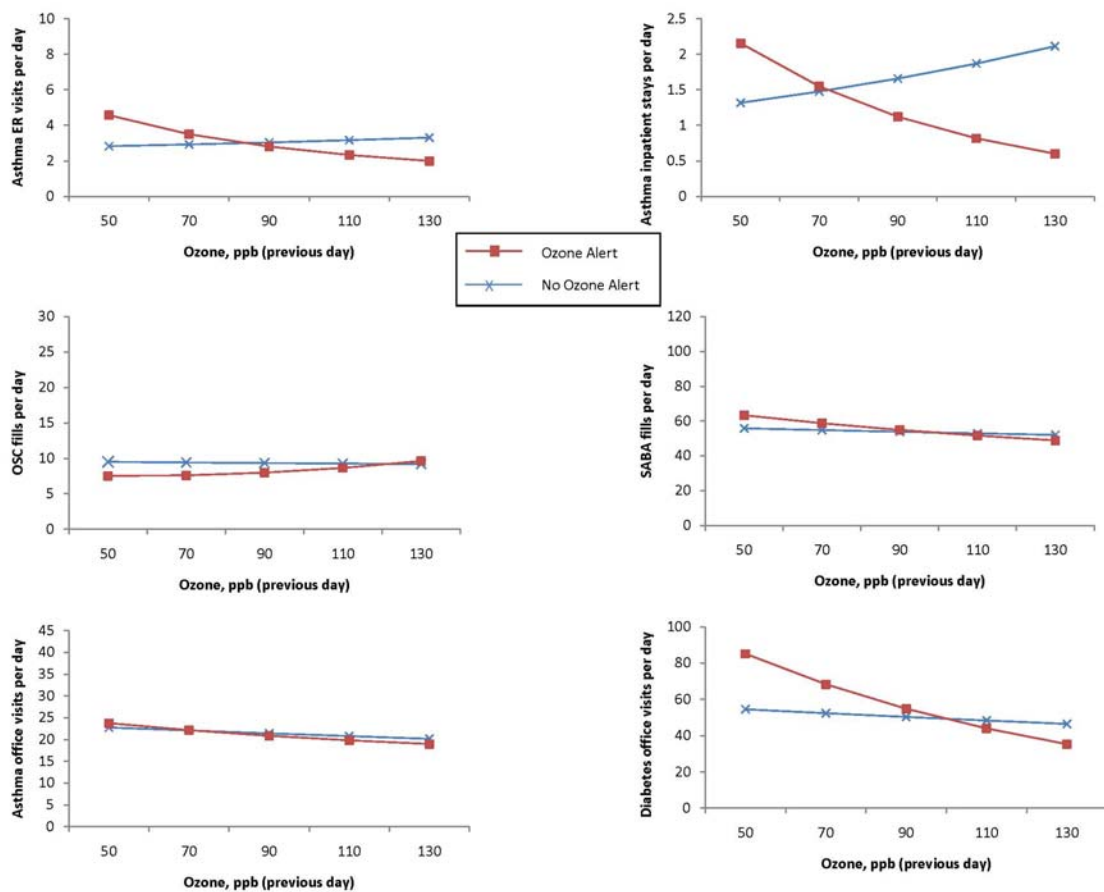 Asthma ER visits per day
10
8
6
4
2
0
50 70 90 110 130
Ozone, ppb (previous day)
Asthma inpatient stays per day
2.5
2
1.5
1
0.5
0
50 70 90 110 130
Ozone, ppb (previous day)
Ozone Alert
No Ozone Alert
OSC fills per day
30
25
20
15
10
5
0
50 70 90 110 130
Ozone, ppb (previous day)
SABA fills per day
120
100
80
60
40
20
0
50 70 90 110 130
Ozone, ppb (previous day)
Asthma office visits per day
45
40
35
30
25
20
15
10
5
0
50 70 90 110 130
Ozone, ppb (previous day)
Diabetes office visits per day
100
80
60
40
20
0
50 70 90 110 130
Ozone, ppb (previous day)